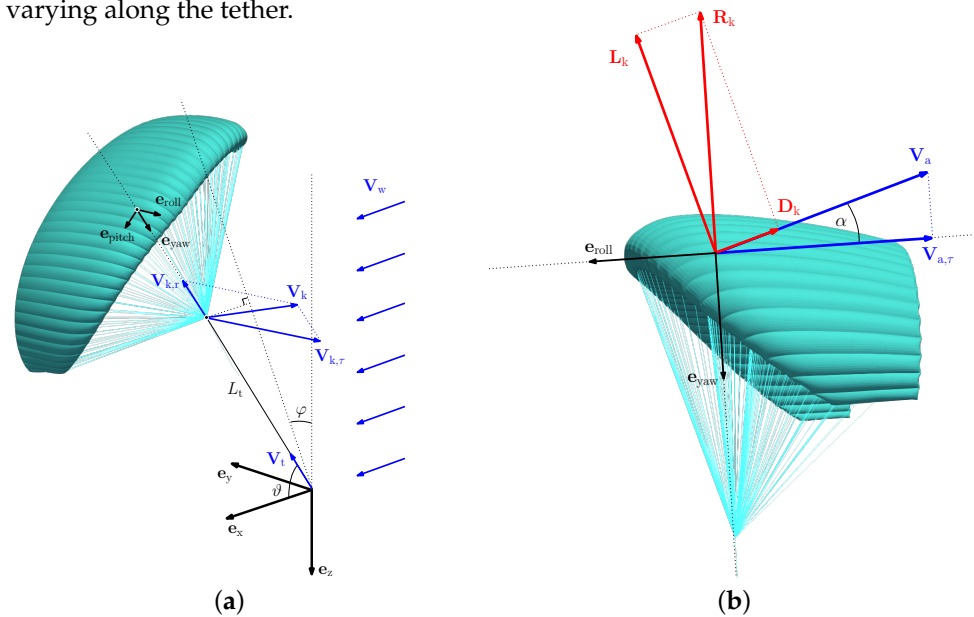 varying along the tether.
e_roll
e_pitch
e_yaw
V_k,r
V_k
V_k,τ
V_w
L_t
φ
V_t
e_y
ϑ
e_x
e_z
(a)
R_k
L_k
V_a
D_k
α
e_roll
V_a,τ
e_yaw
(b)